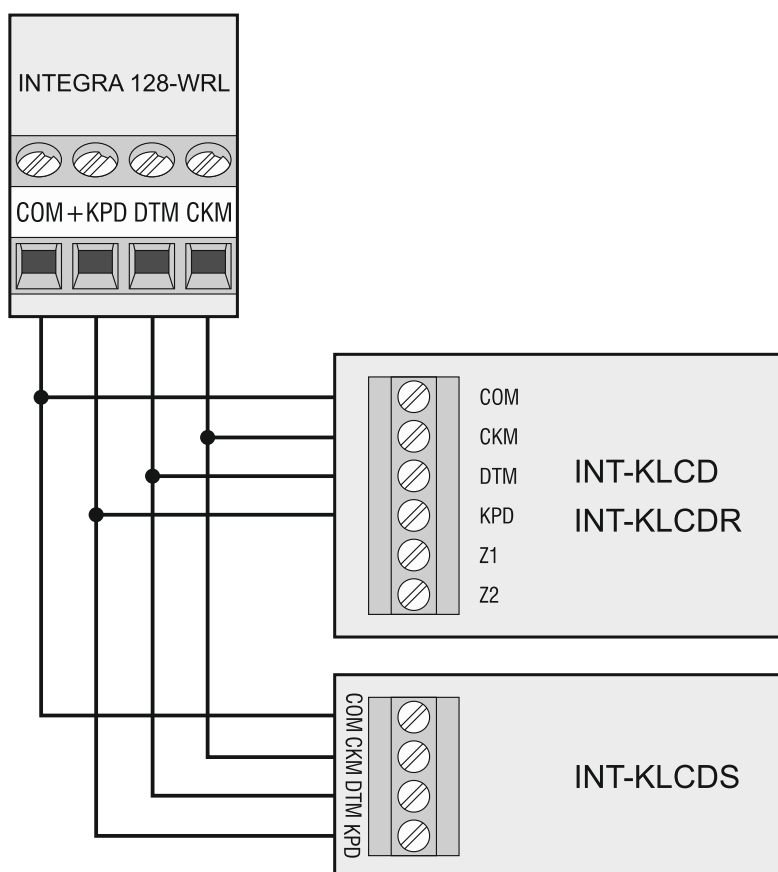 INTEGRA 128-WRL
COM +KPD DTM CKM
COM
CKM
DTM
KPD
Z1
Z2
INT-KLCD
INT-KLCDR
COM CKM DTM KPD
INT-KLCDS